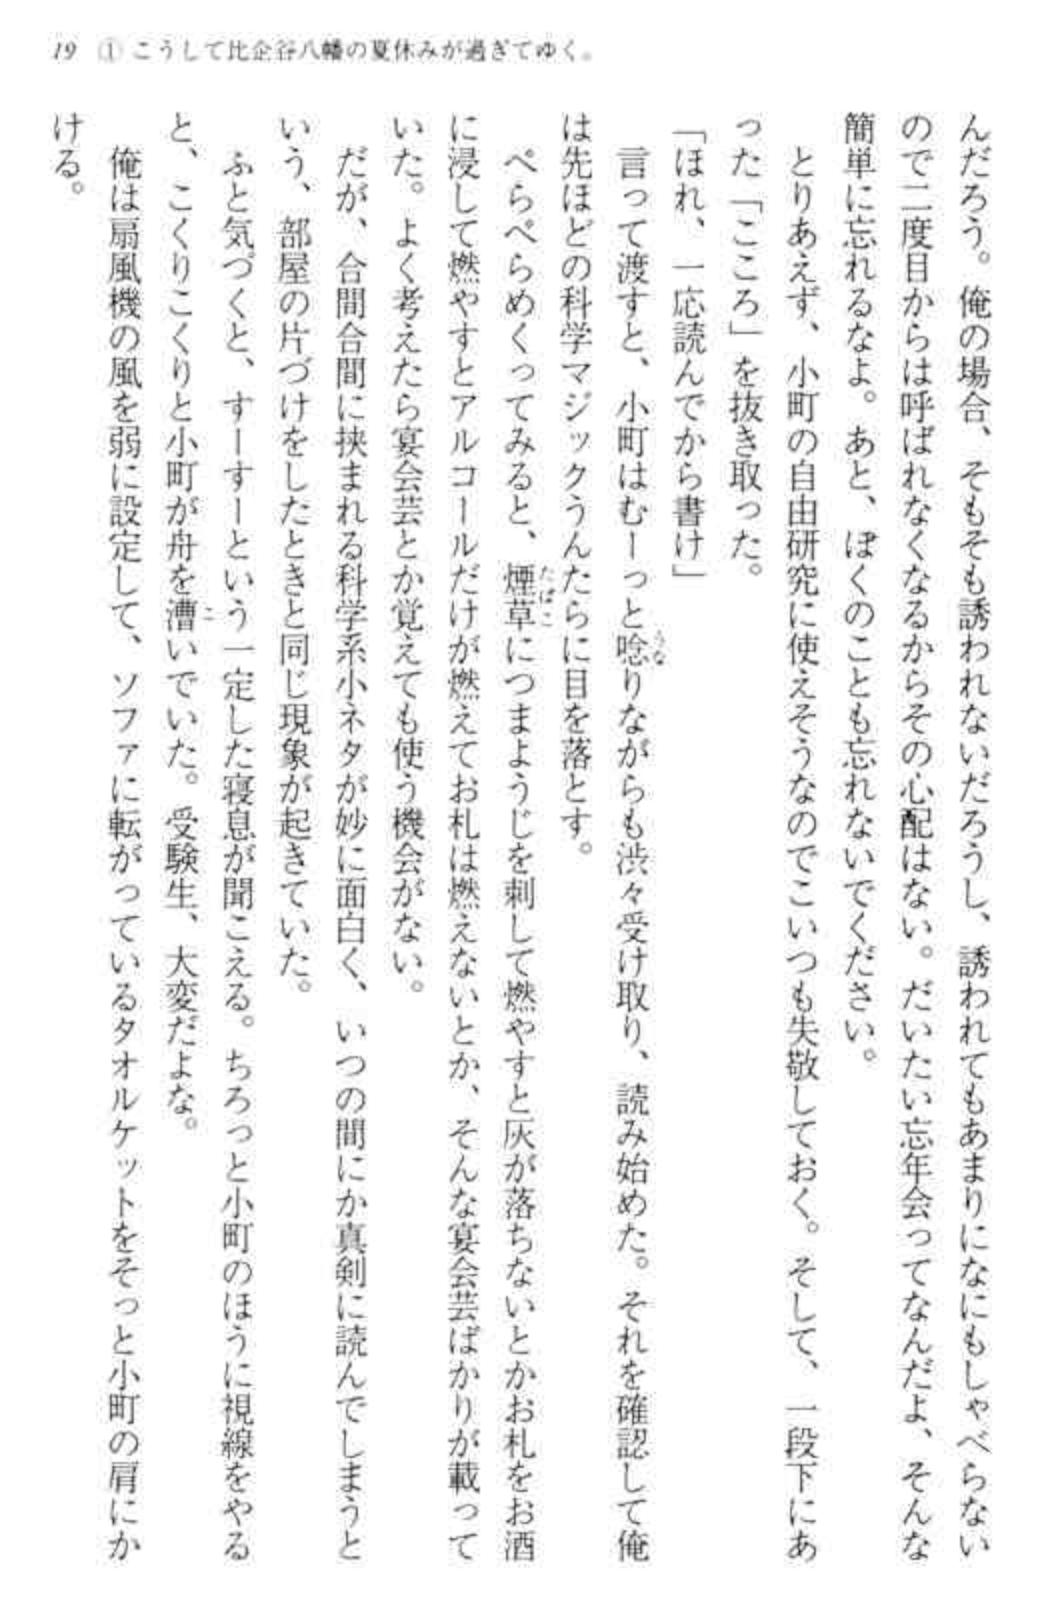 19 ① こうして比企谷八幡の夏休みが過ぎてゆく。
んだろう。俺の場合、そもそも誘われないだろうし、誘われてもあまりになにもしゃべらない
ので二度目からは呼ばれなくなるからその心配はない。だいたい忘年会ってなんだよ、そんな
簡単に忘れるなよ。あと、ぼくのことも忘れないでください。
とりあえず、小町の自由研究に使えそうなのでこいつも失敬しておく。そして、一段下にあ
った「こころ」を抜き取った。
「ほれ、一応読んでから書け」
言って渡すと、小町はむーっと唸りながらも渋々受け取り、読み始めた。それを確認して俺
は先ほどの科学マジックうんたらに目を落とす。
ぺらぺらめくってみると、煙草につまようじを刺して燃やすと灰が落ちないとかお札をお酒
に浸して燃やすとアルコールだけが燃えてお札は燃えないとか、そんな宴会芸ばかりが載って
いた。よく考えたら宴会芸とか覚えても使う機会がない。
だが、合間合間に挟まれる科学系小ネタが妙に面白く、いつの間にか真剣に読んでしまうと
いう、部屋の片づけをしたときと同じ現象が起きていた。
ふと気づくと、すーすーという一定した寝息が聞こえる。ちろっと小町のほうに視線をやる
と、こくりこくりと小町が舟を漕いでいた。受験生、大変だよな。
俺は扇風機の風を弱に設定して、ソファに転がっているタオルケットをそっと小町の肩にか
ける。